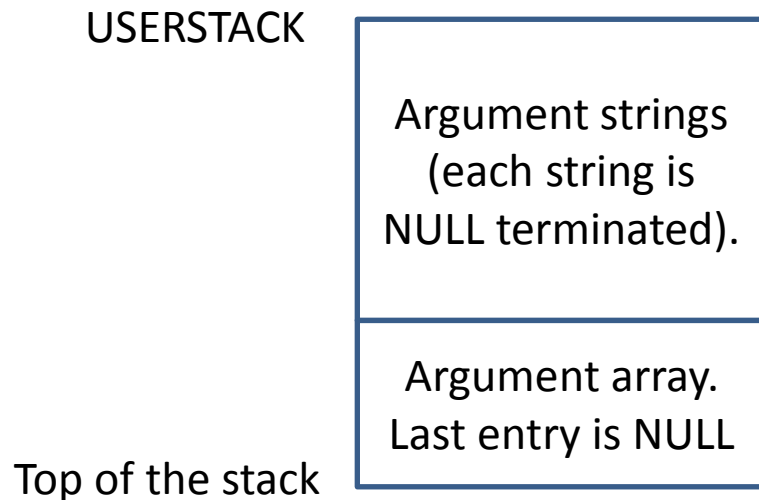 USERSTACK
Argument strings
(each string is
NULL terminated).
Argument array.
Last entry is NULL
Top of the stack